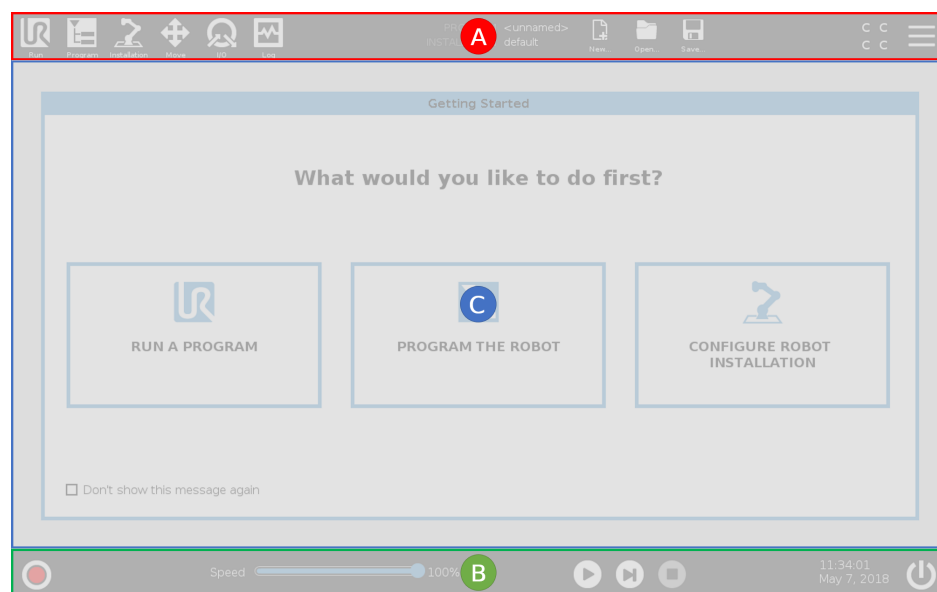 <unnamed>
default
Run
Program
Installation
Move
I/O
Log
New...
Open...
Save...
C C
C C
A
Getting Started
What would you like to do first?
C
RUN A PROGRAM
PROGRAM THE ROBOT
CONFIGURE ROBOT
INSTALLATION
Don't show this message again
Speed
100%
B
11:34:01
May 7, 2018